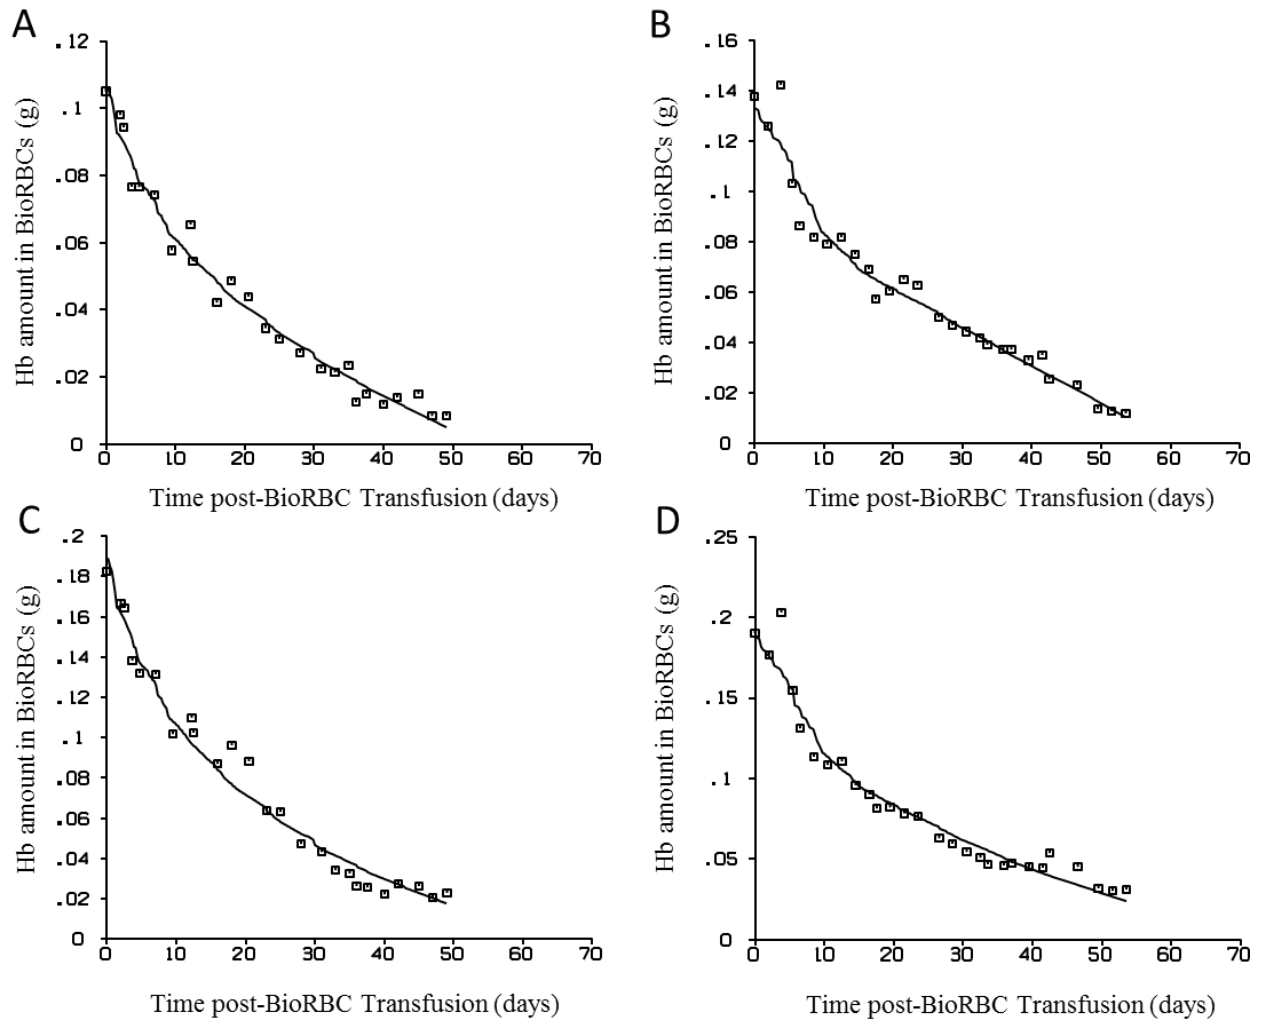 A
B
.12
.1
.08
.06
.04
.02
0
Hb amount in BioRBCs (g)
0 10 20 30 40 50 60 70
Time post-BioRBC Transfusion (days)
.16
.14
.12
.1
.08
.06
.04
.02
0
Hb amount in BioRBCs (g)
0 10 20 30 40 50 60 70
Time post-BioRBC Transfusion (days)
C
D
.2
.18
.16
.14
.12
.1
.08
.06
.04
.02
0
Hb amount in BioRBCs (g)
0 10 20 30 40 50 60 70
Time post-BioRBC Transfusion (days)
.25
.2
.15
.1
.05
0
Hb amount in BioRBCs (g)
0 10 20 30 40 50 60 70
Time post-BioRBC Transfusion (days)